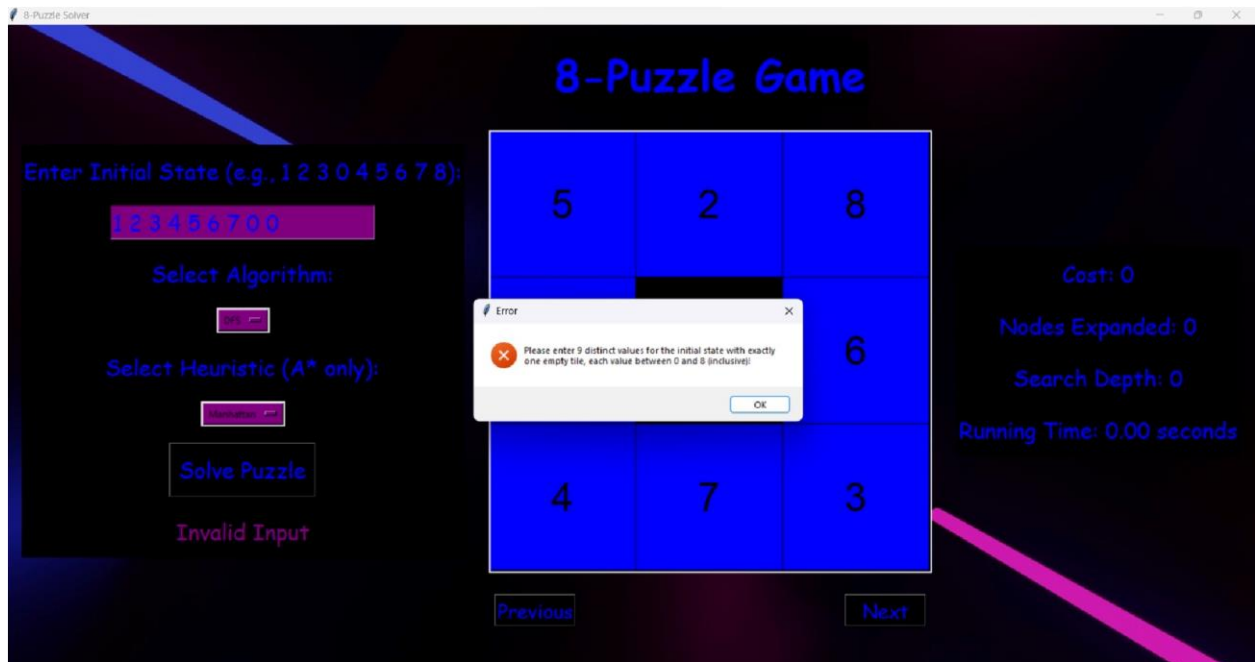 8-Puzzle Solver
8-Puzzle Game
Enter Initial State (e.g., 1 2 3 0 4 5 6 7 8):
1 2 3 4 5 6 7 0 0
Select Algorithm:
DFS
Select Heuristic (A* only):
Manhattan
Solve Puzzle
Invalid Input
5 2 8
6
4 7 3
Error
Please enter 9 distinct values for the initial state with exactly
one empty tile, each value between 0 and 8 (inclusive)!
OK
Previous
Next
Cost: 0
Nodes Expanded: 0
Search Depth: 0
Running Time: 0.00 seconds